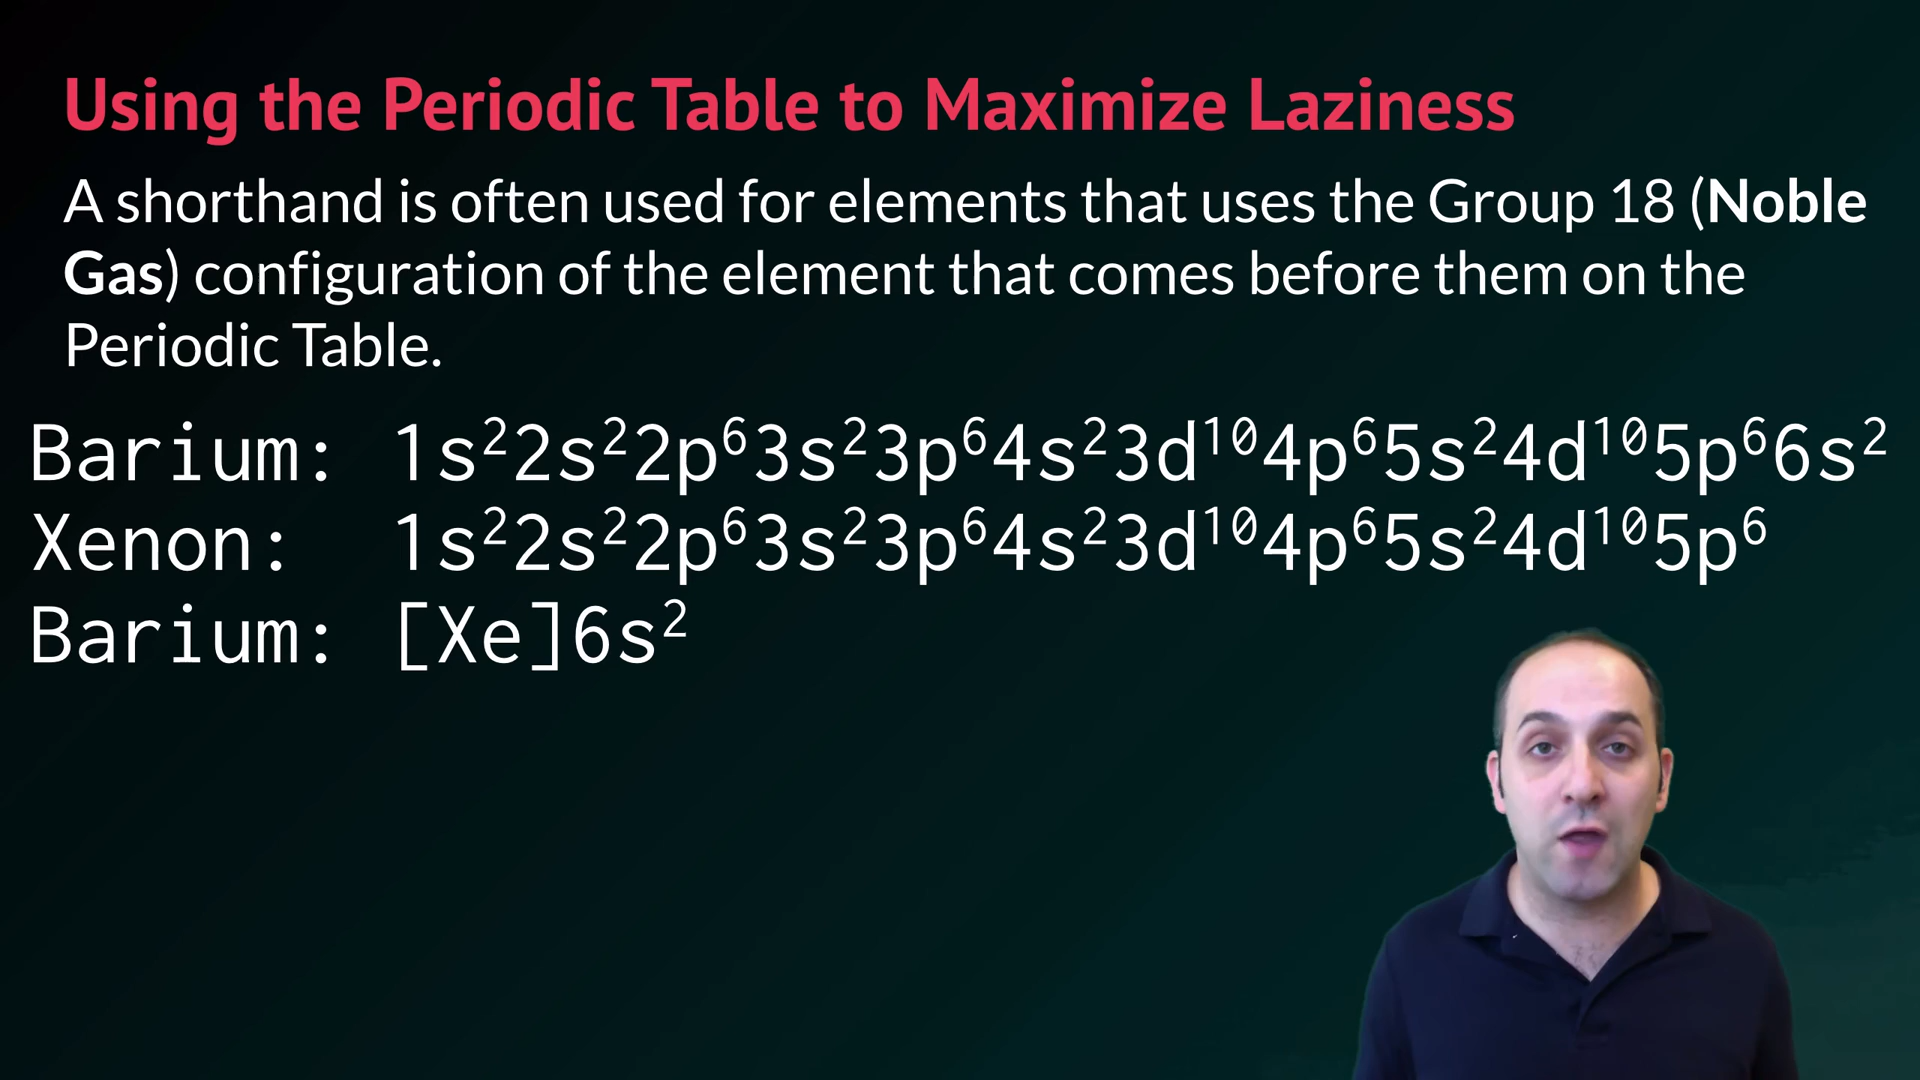 Using the Periodic Table to Maximize Laziness
A shorthand is often used for elements that uses the Group 18 (Noble
Gas) configuration of the element that comes before them on the
Periodic Table.
Barium: 1s²2s²2p⁶3s²3p⁶4s²3d¹⁰4p⁶5s²4d¹⁰5p⁶6s²
Xenon: 1s²2s²2p⁶3s²3p⁶4s²3d¹⁰4p⁶5s²4d¹⁰5p⁶
Barium: [Xe]6s²